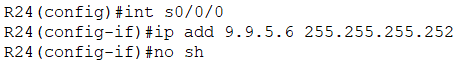 R24(config)#int s0/0/0
R24(config-if)#ip add 9.9.5.6 255.255.255.252
R24(config-if)#no sh